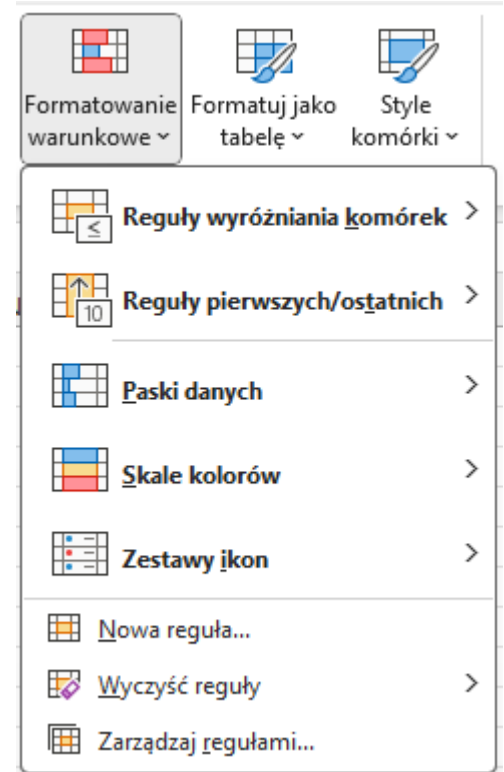 Formatowanie warunkowe
Formatuj jako tabelę
Style komórki
≤
Reguły wyróżniania komórek
10
Reguły pierwszych/ostatnich
Paski danych
Skale kolorów
Zestawy ikon
Nowa reguła...
Wyczyść reguły
Zarządzaj regułami...